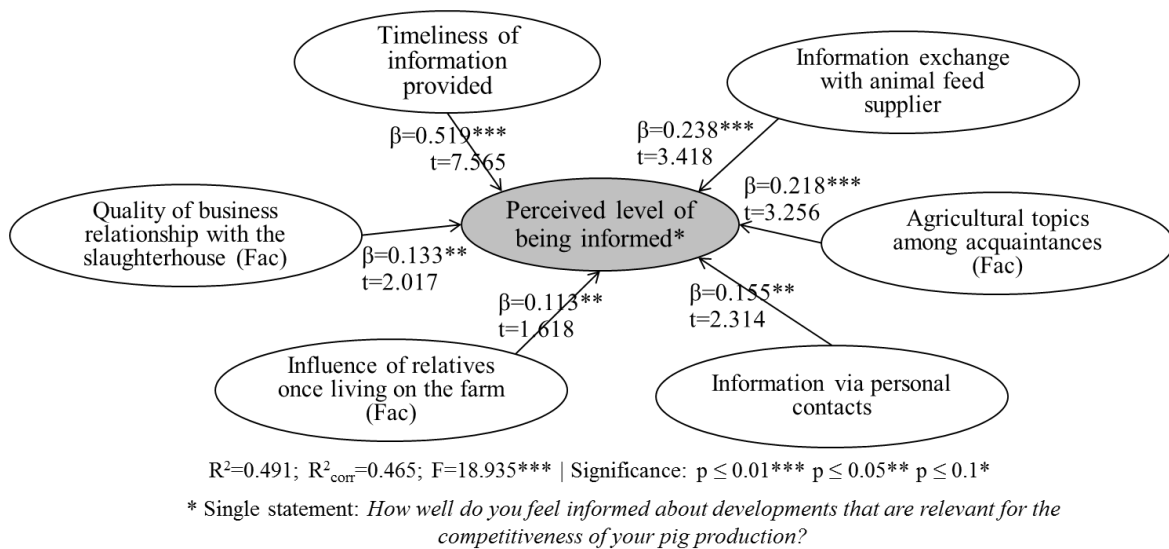 Timeliness of
information
provided
Information exchange
with animal feed
supplier
β=0.519***
t=7.565
β=0.238***
t=3.418
Quality of business
relationship with the
slaughterhouse (Fac)
Perceived level of
being informed*
β=0.218***
t=3.256
Agricultural topics
among acquaintances
(Fac)
β=0.133**
t=2.017
β=0.113**
t=1.618
β=0.155**
t=2.314
Influence of relatives
once living on the farm
(Fac)
Information via personal
contacts
R²=0.491; R²corr=0.465; F=18.935*** | Significance: p ≤ 0.01*** p ≤ 0.05** p ≤ 0.1*
* Single statement: How well do you feel informed about developments that are relevant for the
competitiveness of your pig production?